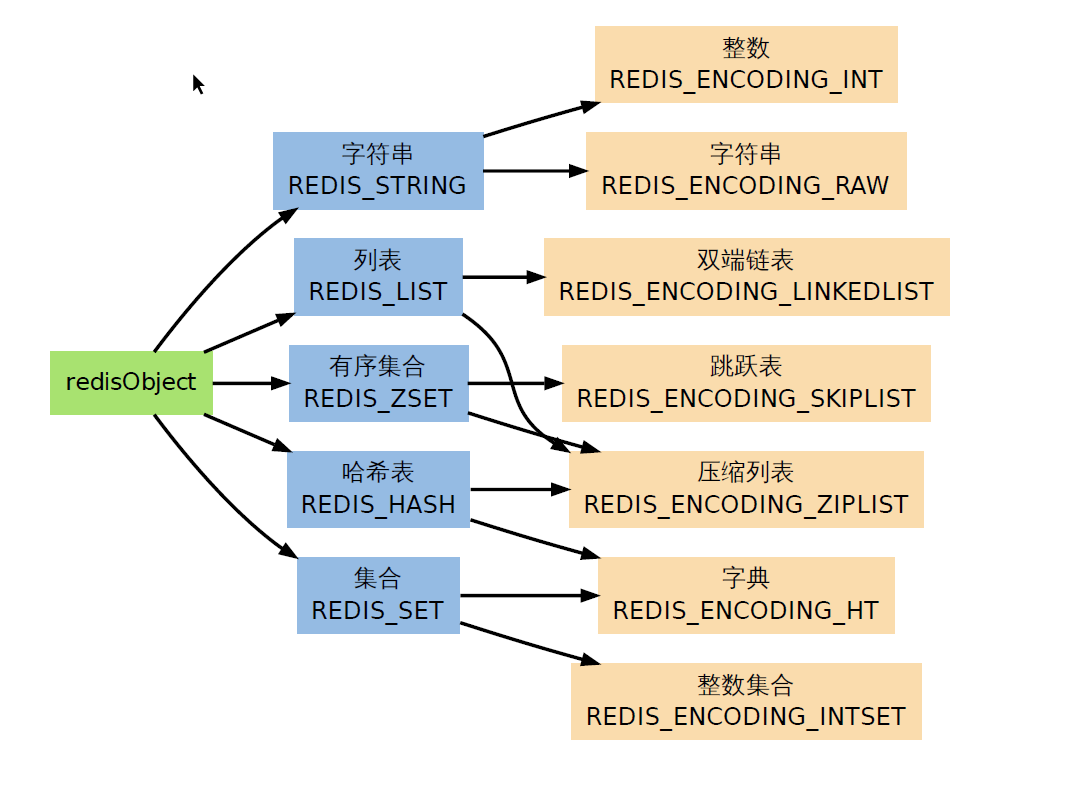 redisObject
字符串
REDIS_STRING
列表
REDIS_LIST
有序集合
REDIS_ZSET
哈希表
REDIS_HASH
集合
REDIS_SET
整数
REDIS_ENCODING_INT
字符串
REDIS_ENCODING_RAW
双端链表
REDIS_ENCODING_LINKEDLIST
跳跃表
REDIS_ENCODING_SKIPLIST
压缩列表
REDIS_ENCODING_ZIPLIST
字典
REDIS_ENCODING_HT
整数集合
REDIS_ENCODING_INTSET